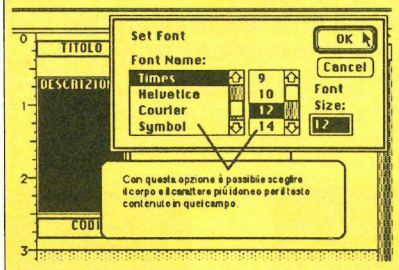 Set Font
OK
Cancel
Font Name:
Times
Helvetica
Courier
Symbol
9
10
12
14
Font
Size:
12
0
TITOLO
DESCRIZION
1
2
CODI
3
Con questa opzione è possibile scegliere
il corpo e il carattere più idoneo per il testo
contenuto in quel campo.